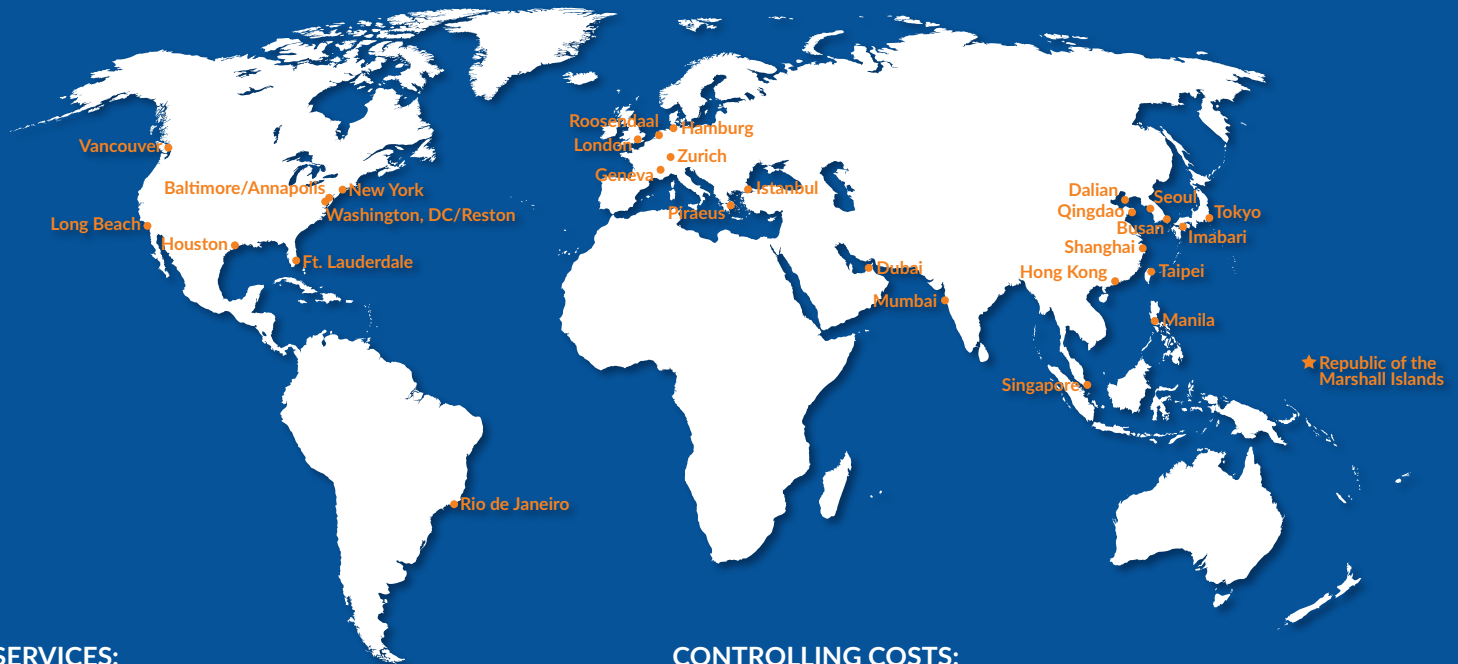 Roosendaal
Hamburg
London
Vancouver
Zurich
Geneva
Baltimore/Annapolis
New York
Istanbul
Dalian
Seoul
Washington, DC/Reston
Piraeus
Qingdao
Tokyo
Long Beach
Busan
Imabari
Houston
Shanghai
Ft. Lauderdale
Dubai
Hong Kong
Taipei
Mumbai
Manila
Republic of the
Marshall Islands
Singapore
Rio de Janeiro
SERVICES:
CONTROLLING COSTS: